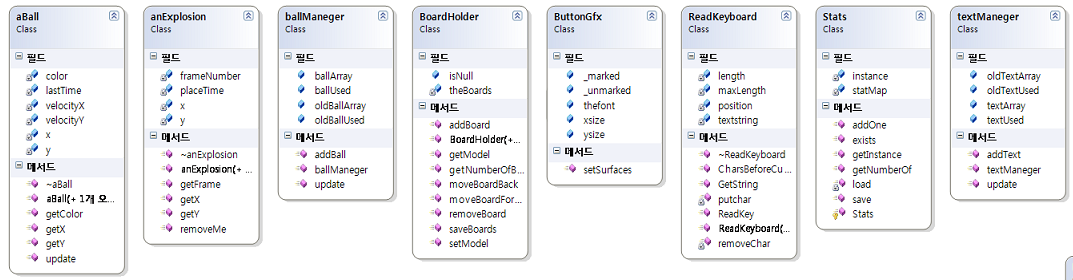 aBall
Class
필드
color
lastTime
velocityX
velocityY
x
y
메서드
~aBall
aBall(+ 1개 오...
getColor
getX
getY
update
anExplosion
Class
필드
frameNumber
placeTime
x
y
메서드
~anExplosion
anExplosion(+ ...
getFrame
getX
getY
removeMe
ballManeger
Class
필드
ballArray
ballUsed
oldBallArray
oldBallUsed
메서드
addBall
ballManeger
update
BoardHolder
Class
필드
isNull
theBoards
메서드
addBoard
BoardHolder(+...
getModel
getNumberOfB...
moveBoardBack
moveBoardFor...
removeBoard
saveBoards
setModel
ButtonGfx
Class
필드
_marked
_unmarked
thefont
xsize
ysize
메서드
setSurfaces
ReadKeyboard
Class
필드
length
maxLength
position
textstring
메서드
~ReadKeyboard
CharsBeforeCu...
GetString
putchar
ReadKey
ReadKeyboard(...
removeChar
Stats
Class
필드
instance
statMap
메서드
addOne
exists
getInstance
getNumberOf
load
save
Stats
textManeger
Class
필드
oldTextArray
oldTextUsed
textArray
textUsed
메서드
addText
textManeger
update